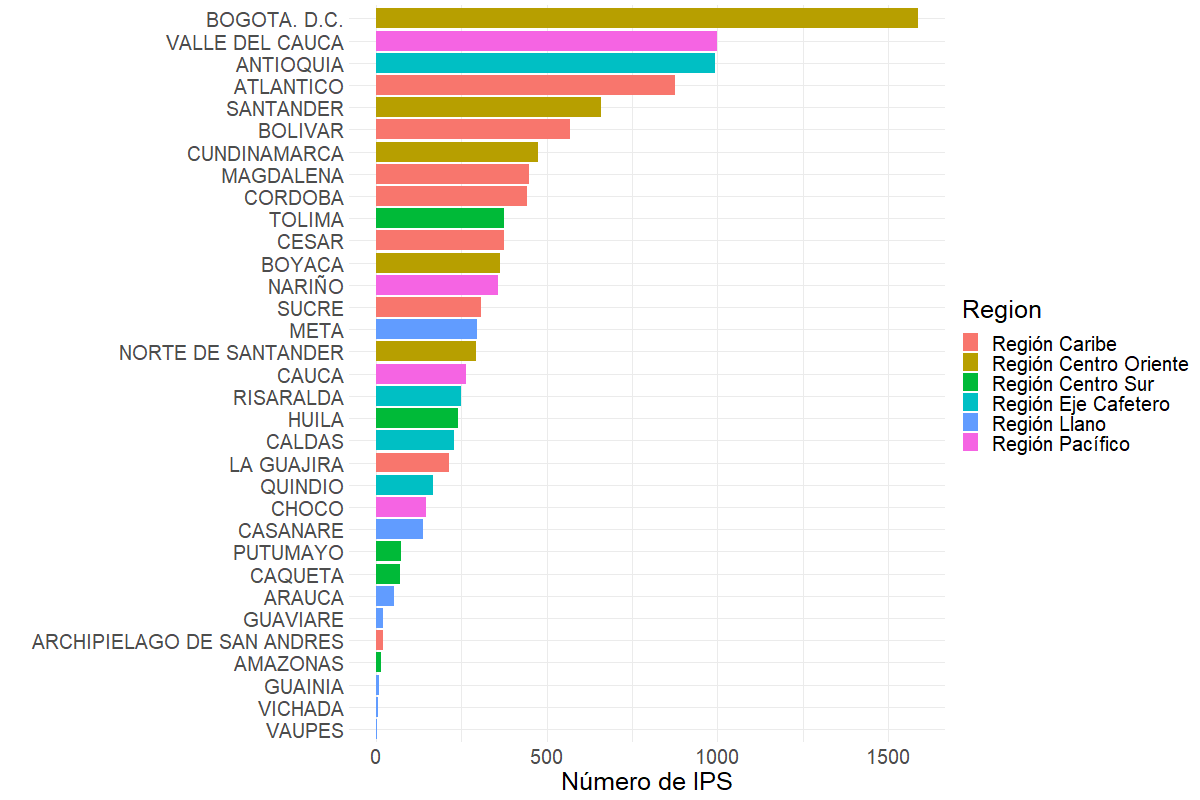 BOGOTA. D.C.
VALLE DEL CAUCA
ANTIOQUIA
ATLANTICO
SANTANDER
BOLIVAR
CUNDINAMARCA
MAGDALENA
CORDOBA
TOLIMA
CESAR
BOYACA
NARIÑO
SUCRE
META
NORTE DE SANTANDER
CAUCA
RISARALDA
HUILA
CALDAS
LA GUAJIRA
QUINDIO
CHOCO
CASANARE
PUTUMAYO
CAQUETA
ARAUCA
GUAVIARE
ARCHIPIELAGO DE SAN ANDRES
AMAZONAS
GUAINIA
VICHADA
VAUPES
0 500 1000 1500
Número de IPS
Region
Región Caribe
Región Centro Oriente
Región Centro Sur
Región Eje Cafetero
Región Llano
Región Pacífico